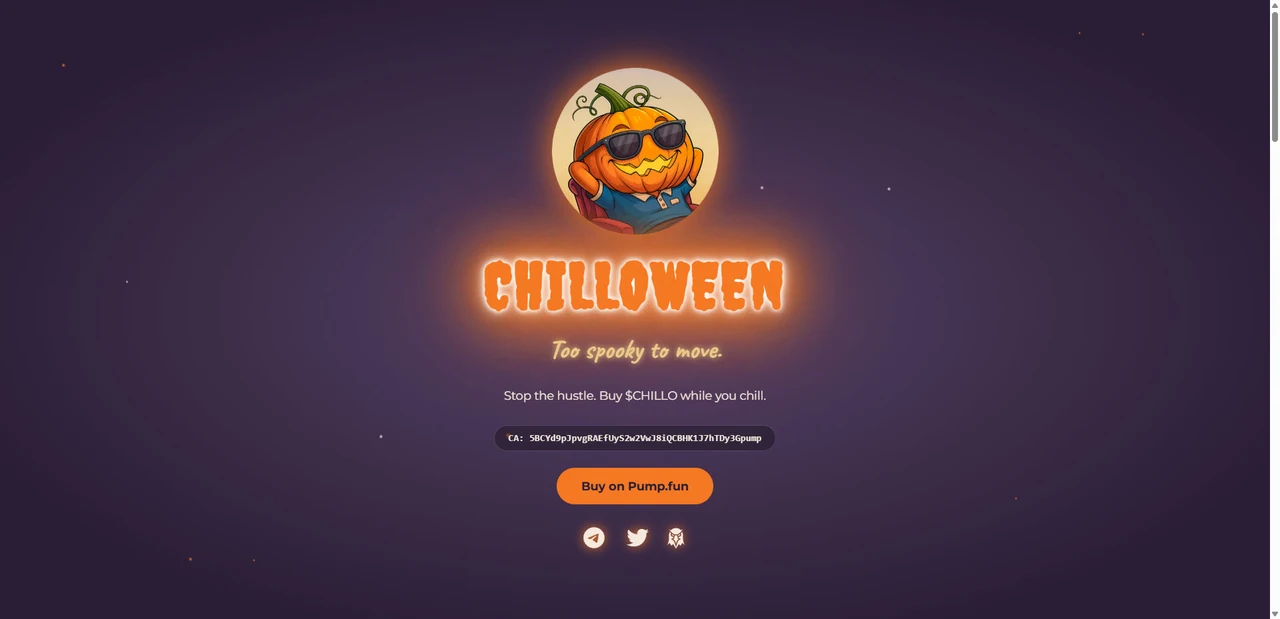 CHILLOWEEN
Too spooky to move.
Stop the hustle. Buy $CHILLO while you chill.
CA: 5BCYd9pJpvgRAEfUyS2w2VwJ8iQCBHK1J7hTDy3Gpump
Buy on Pump.fun